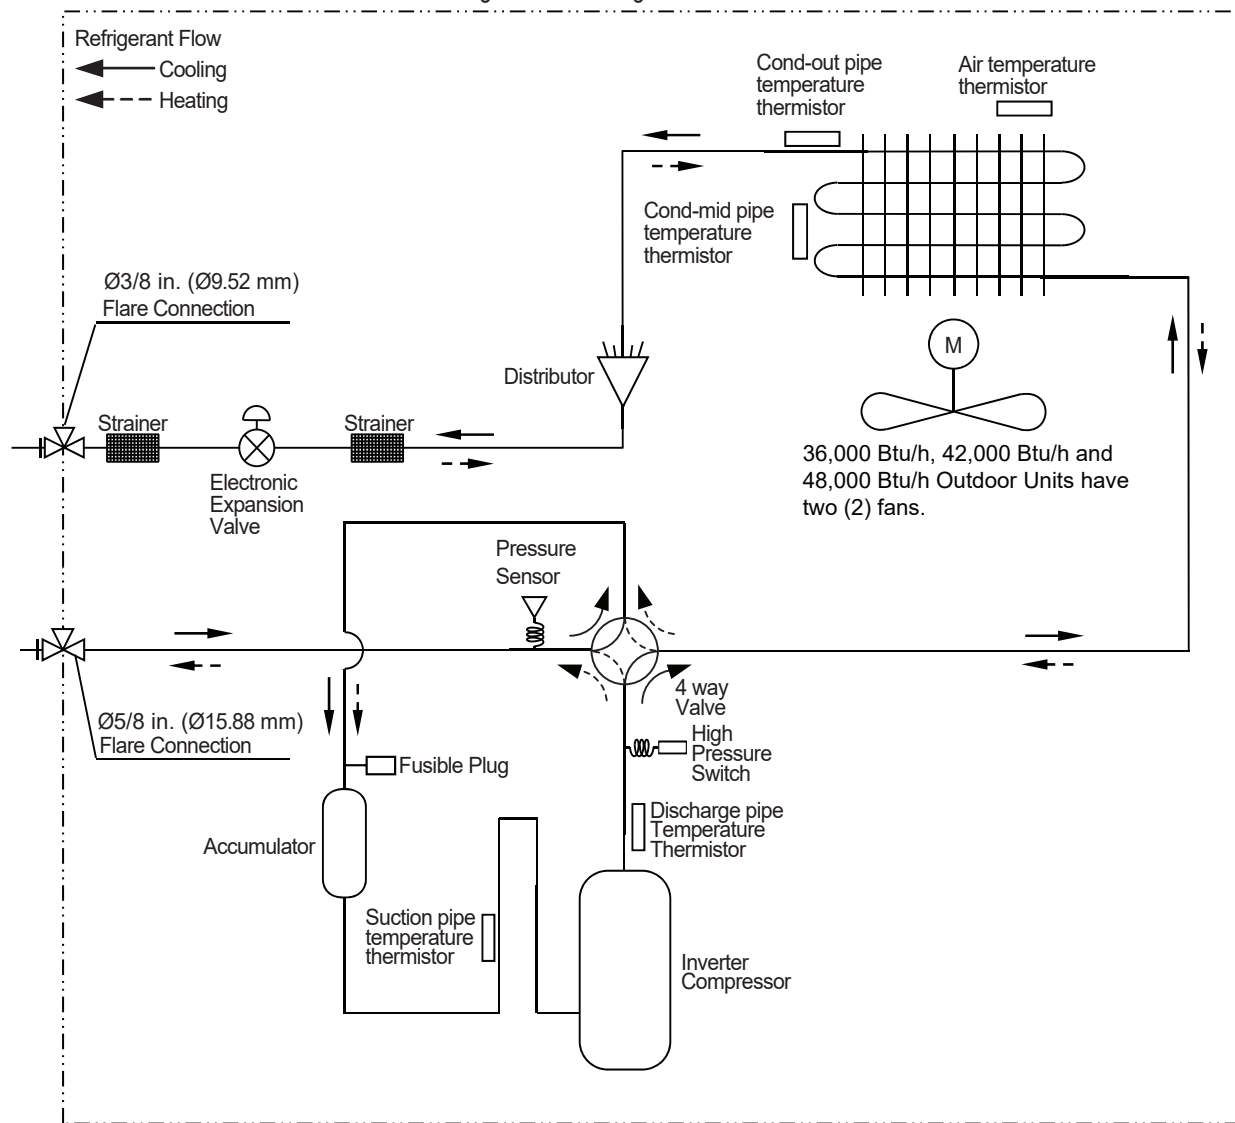 Refrigerant Flow
Cooling
Heating
Cond-out pipe
temperature
thermistor
Air temperature
thermistor
Cond-mid pipe
temperature
thermistor
Ø3/8 in. (Ø9.52 mm)
Flare Connection
Distributor
M
Strainer
Strainer
Electronic
Expansion
Valve
36,000 Btu/h, 42,000 Btu/h and
48,000 Btu/h Outdoor Units have
two (2) fans.
Pressure
Sensor
4 way
Valve
Ø5/8 in. (Ø15.88 mm)
Flare Connection
High
Pressure
Switch
Fusible Plug
Discharge pipe
Temperature
Thermistor
Accumulator
Suction pipe
temperature
thermistor
Inverter
Compressor